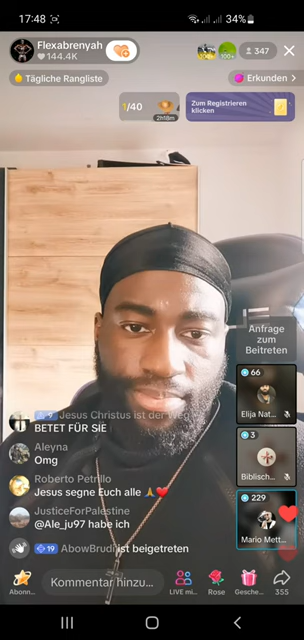 17:48
34%
Flexabrenyah
144.4K
100+
347
Tägliche Rangliste
Erkunden >
1/40
2h18m
Zum Registrieren
klicken
Anfrage
zum
Beitreten
66
Elija Nat...
3
Biblisch...
229
Mario Mett...
9 Jesus Christus ist der Weg
BETET FÜR SIE
Aleyna
Omg
Roberto Petrillo
Jesus segne Euch alle 🙏❤️
JusticeForPalestine
@Ale_ju97 habe ich
19 AbowBrudi ist beigetreten
Abonn...
Kommentar hinzu...
LIVE mi...
Rose
Gesche...
355